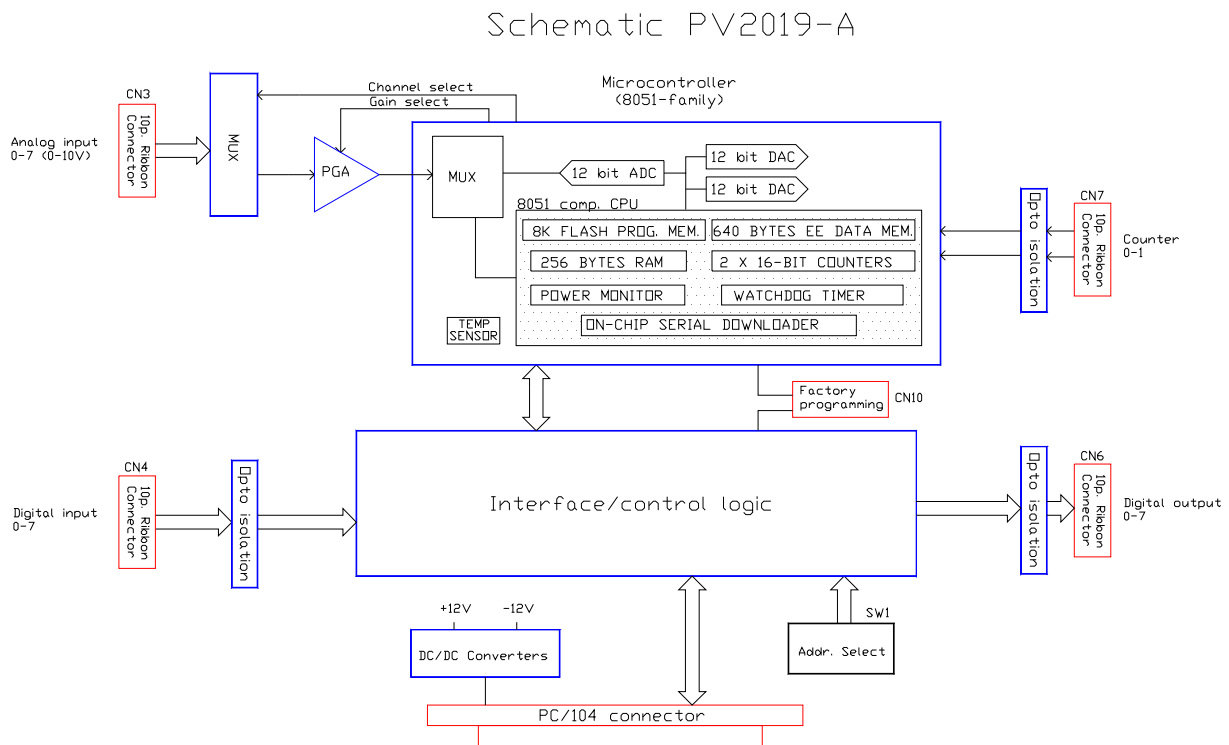 Schematic PV2019-A
Microcontroller
(8051-family)
Channel select
Gain select
CN3
10p. Ribbon
Connector
Analog input
0-7 (0-10V)
MUX
PGA
MUX
12 bit ADC
12 bit DAC
12 bit DAC
8051 comp. CPU
8K FLASH PROG. MEM.
640 BYTES EE DATA MEM.
256 BYTES RAM
2 X 16-BIT COUNTERS
POWER MONITOR
WATCHDOG TIMER
ON-CHIP SERIAL DOWNLOADER
TEMP
SENSOR
Opto isolation
CN7
10p. Ribbon
Connector
Counter
0-1
Factory
programming
CN10
CN4
10p. Ribbon
Connector
Digital input
0-7
Opto isolation
Interface/control logic
Opto isolation
CN6
10p. Ribbon
Connector
Digital output
0-7
+12V
-12V
DC/DC Converters
SW1
Addr. Select
PC/104 connector